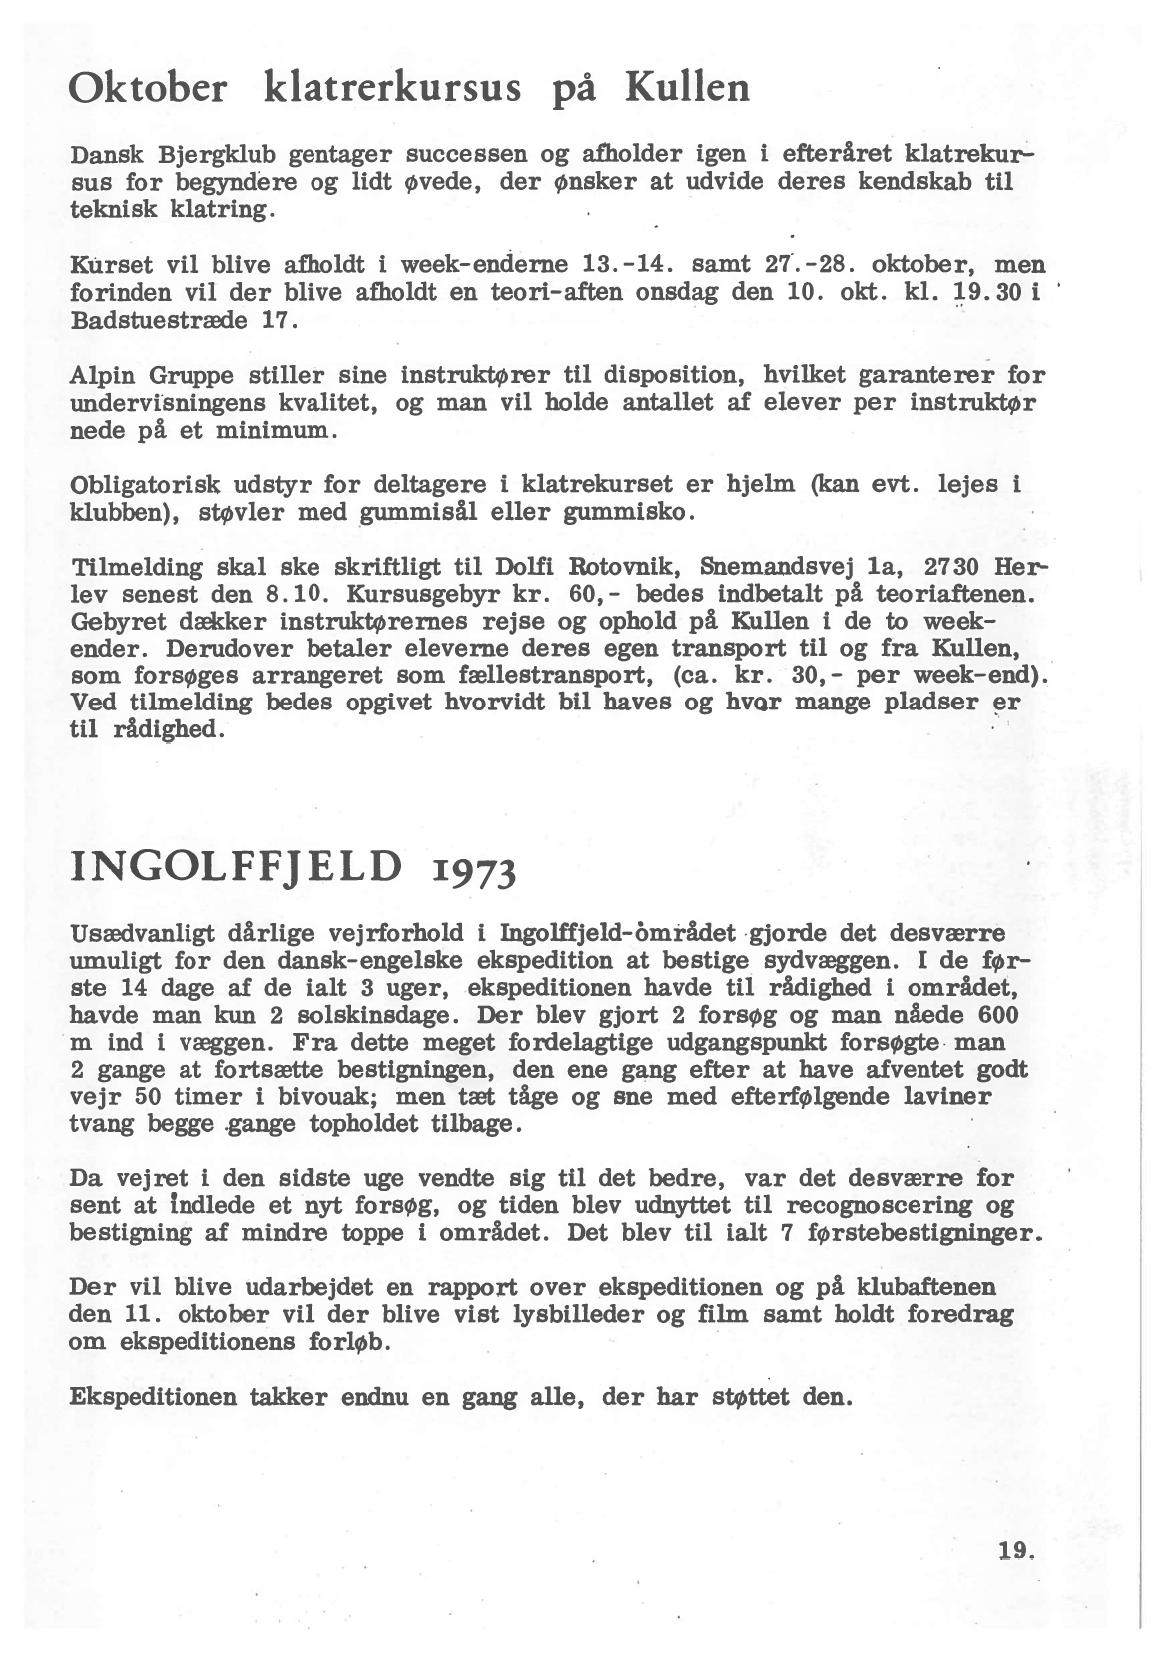 Oktober klatrerkursus på Kullen
Dansk Bjergklub gentager successen og afholder igen i efteråret klatrekur-
sus for begyndere og lidt øvede, der ønsker at udvide deres kendskab til
teknisk klatring.
Kurset vil blive afholdt i week-enderne 13.-14. samt 27.-28. oktober, men
forinden vil der blive afholdt en teori-aften onsdag den 10. okt. kl. 19.30 i
Badstuestræde 17.
Alpin Gruppe stiller sine instruktører til disposition, hvilket garanterer for
undervisningens kvalitet, og man vil holde antallet af elever per instruktør
nede på et minimum.
Obligatorisk udstyr for deltagere i klatrekurset er hjelm (kan evt. lejes i
klubben), støvler med gummisål eller gummisko.
Tilmelding skal ske skriftligt til Dolfi Rotovnik, Snemandsvej 1a, 2730 Her-
lev senest den 8.10. Kursusgebyr kr. 60,- bedes indbetalt på teoriaftenen.
Gebyret dækker instruktørernes rejse og ophold på Kullen i de to week-
ender. Derudover betaler eleverne deres egen transport til og fra Kullen,
som forsøges arrangeret som fællestransport, (ca. kr. 30,- per week-end).
Ved tilmelding bedes opgivet hvorvidt bil haves og hvor mange pladser er
til rådighed.
INGOLFFJELD 1973
Usædvanligt dårlige vejrforhold i Ingolffjeld-området gjorde det desværre
umuligt for den dansk-engelske ekspedition at bestige sydvæggen. I de før-
ste 14 dage af de ialt 3 uger, ekspeditionen havde til rådighed i området,
havde man kun 2 solskinsdage. Der blev gjort 2 forsøg og man nåede 600
m ind i væggen. Fra dette meget fordelagtige udgangspunkt forsøgte man
2 gange at fortsætte bestigningen, den ene gang efter at have afventet godt
vejr 50 timer i bivouak; men tæt tåge og sne med efterfølgende laviner
tvang begge gange topholdet tilbage.
Da vejret i den sidste uge vendte sig til det bedre, var det desværre for
sent at indlede et nyt forsøg, og tiden blev udnyttet til recognoscering og
bestigning af mindre toppe i området. Det blev til ialt 7 førstebestigninger.
Der vil blive udarbejdet en rapport over ekspeditionen og på klubaftenen
den 11. oktober vil der blive vist lysbilleder og film samt holdt foredrag
om ekspeditionens forløb.
Ekspeditionen takker endnu en gang alle, der har støttet den.
19.